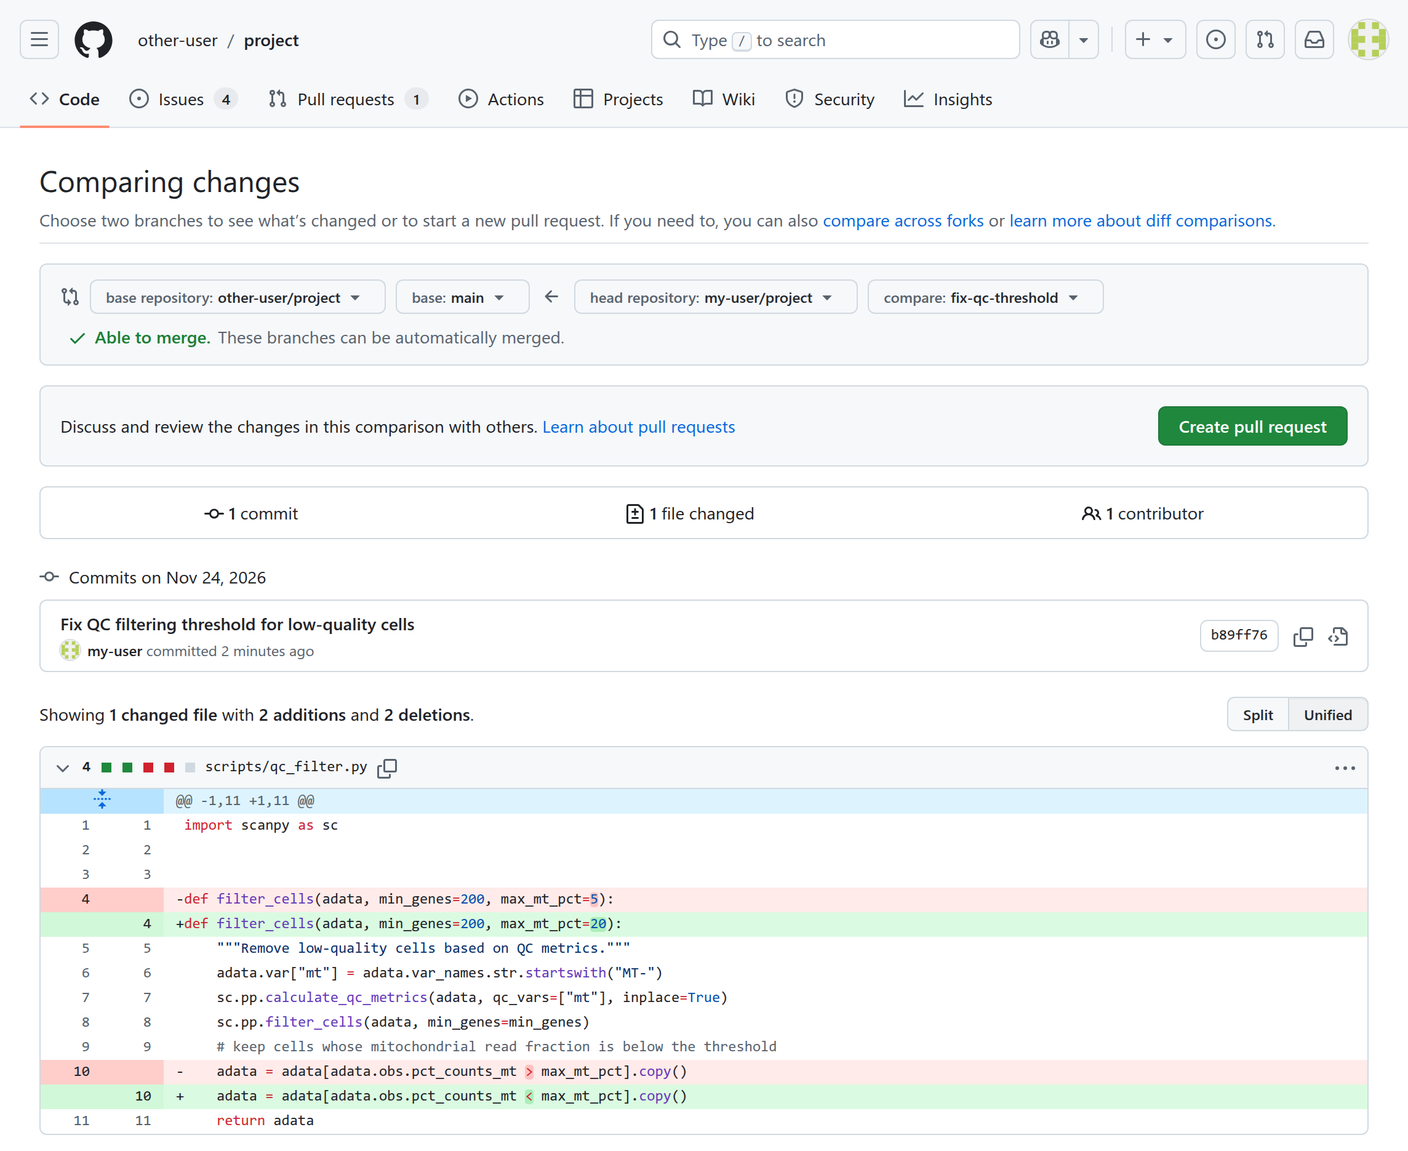 other-user / project
Type / to search
Code
Issues 4
Pull requests 1
Actions
Projects
Wiki
Security
Insights
Comparing changes
Choose two branches to see what's changed or to start a new pull request. If you need to, you can also compare across forks or learn more about diff comparisons.
base repository: other-user/project
base: main
head repository: my-user/project
compare: fix-qc-threshold
Able to merge. These branches can be automatically merged.
Discuss and review the changes in this comparison with others. Learn about pull requests
Create pull request
1 commit
1 file changed
1 contributor
Commits on Nov 24, 2026
Fix QC filtering threshold for low-quality cells
my-user committed 2 minutes ago
b89ff76
Showing 1 changed file with 2 additions and 2 deletions.
Split
Unified
4 scripts/qc_filter.py
@@ -1,11 +1,11 @@
1 1 import scanpy as sc
2 2
3 3
4 -def filter_cells(adata, min_genes=200, max_mt_pct=5):
4 +def filter_cells(adata, min_genes=200, max_mt_pct=20):
5 5 """Remove low-quality cells based on QC metrics."""
6 6 adata.var["mt"] = adata.var_names.str.startswith("MT-")
7 7 sc.pp.calculate_qc_metrics(adata, qc_vars=["mt"], inplace=True)
8 8 sc.pp.filter_cells(adata, min_genes=min_genes)
9 9 # keep cells whose mitochondrial read fraction is below the threshold
10 - adata = adata[adata.obs.pct_counts_mt > max_mt_pct].copy()
10 + adata = adata[adata.obs.pct_counts_mt < max_mt_pct].copy()
11 11 return adata